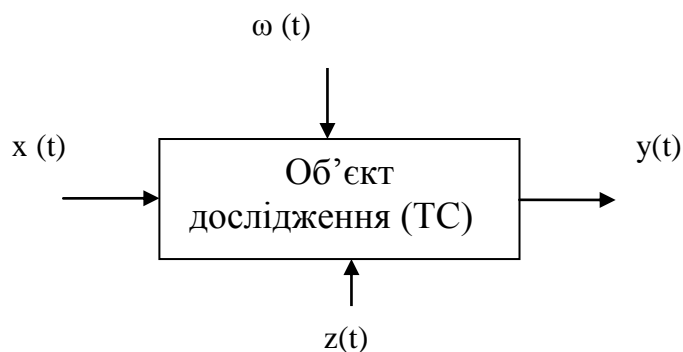 ω (t)
x (t)
y(t)
Об’єкт
дослідження (ТС)
z(t)